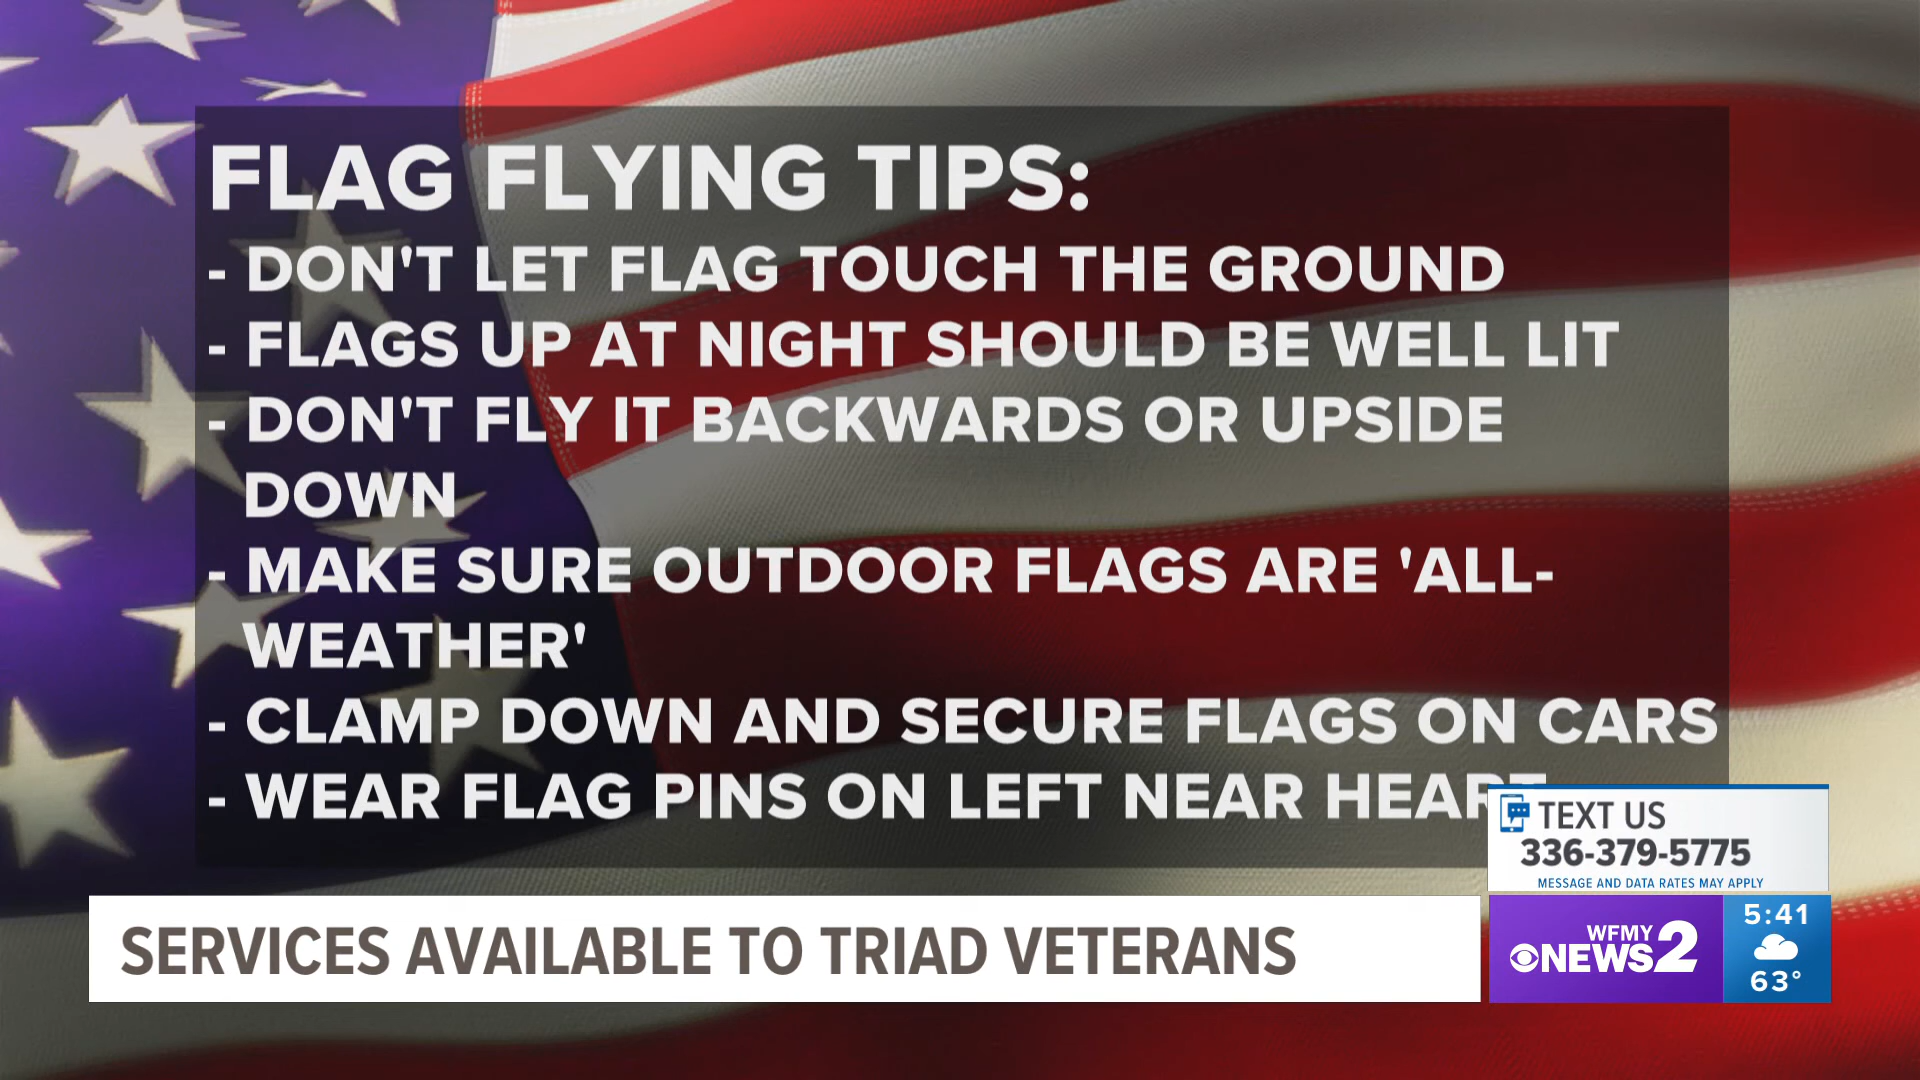 FLAG FLYING TIPS:
- DON'T LET FLAG TOUCH THE GROUND
- FLAGS UP AT NIGHT SHOULD BE WELL LIT
- DON'T FLY IT BACKWARDS OR UPSIDE
DOWN
- MAKE SURE OUTDOOR FLAGS ARE 'ALL-
WEATHER'
- CLAMP DOWN AND SECURE FLAGS ON CARS
- WEAR FLAG PINS ON LEFT NEAR HEART
TEXT US
336-379-5775
MESSAGE AND DATA RATES MAY APPLY
SERVICES AVAILABLE TO TRIAD VETERANS
WFMY
NEWS 2
5:41
63°